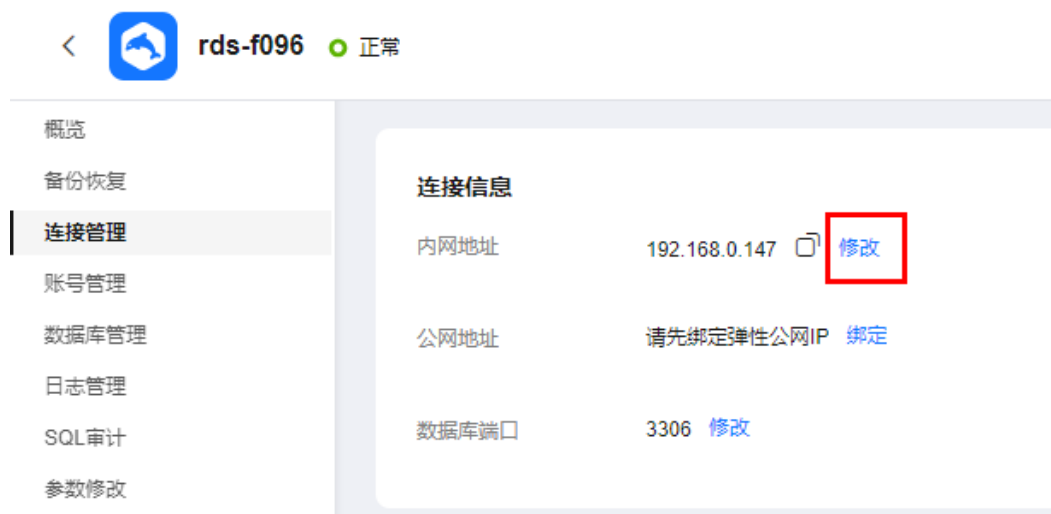 rds-f096 正常
概览
备份恢复
连接管理
账号管理
数据库管理
日志管理
SQL审计
参数修改
连接信息
内网地址 192.168.0.147 修改
公网地址 请先绑定弹性公网IP 绑定
数据库端口 3306 修改